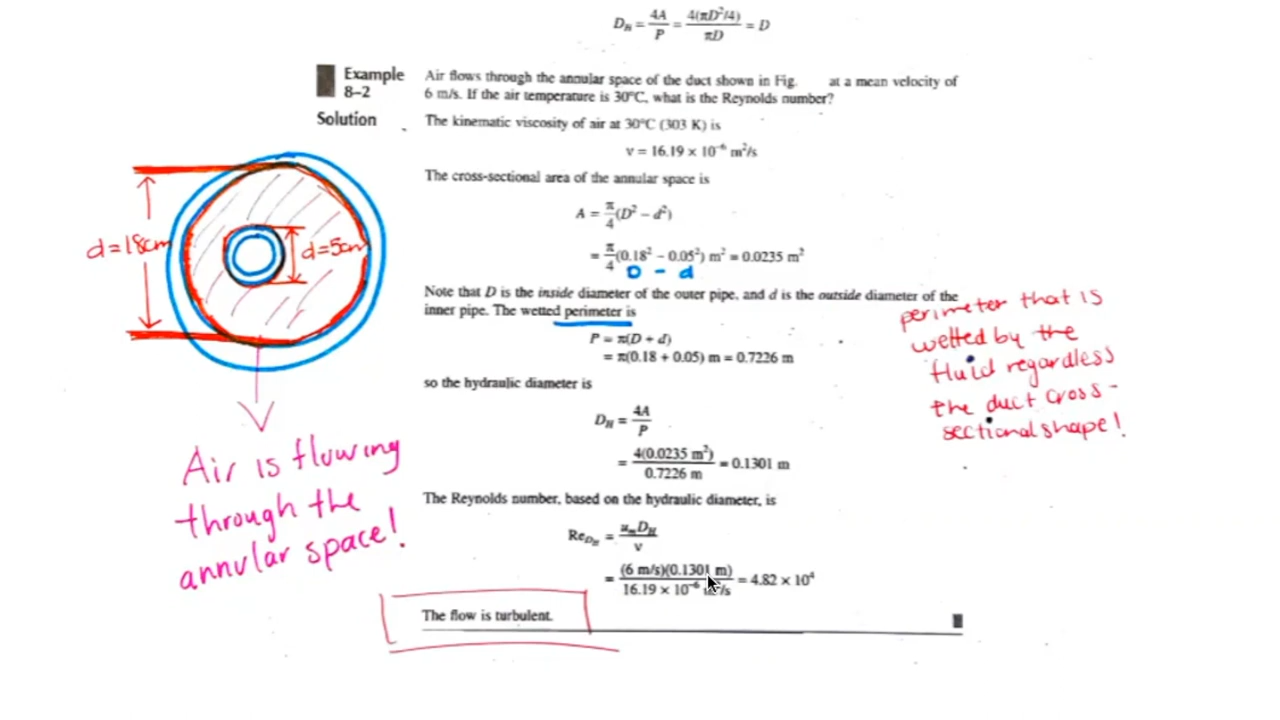 D_H = 4A/P = 4(πD²/4)/πD = D
Example 8–2
Air flows through the annular space of the duct shown in Fig. at a mean velocity of
6 m/s. If the air temperature is 30°C, what is the Reynolds number?
Solution
The kinematic viscosity of air at 30°C (303 K) is
ν = 16.19 × 10⁻⁶ m²/s
The cross-sectional area of the annular space is
A = π/4 (D² − d²)
= π/4 (0.18² − 0.05²) m² = 0.0235 m²
D - d
d=18cm
d=5cm
Note that D is the inside diameter of the outer pipe, and d is the outside diameter of the
inner pipe. The wetted perimeter is
P = π(D + d)
= π(0.18 + 0.05) m = 0.7226 m
perimeter that is
wetted by the
fluid regardless
the duct cross-
sectional shape!
so the hydraulic diameter is
D_H = 4A/P
= 4(0.0235 m²)/0.7226 m = 0.1301 m
Air is flowing
through the
annular space!
The Reynolds number, based on the hydraulic diameter, is
Re_D_H = u_m D_H/ν
= (6 m/s)(0.1301 m)/16.19 × 10⁻⁶ m²/s = 4.82 × 10⁴
The flow is turbulent.